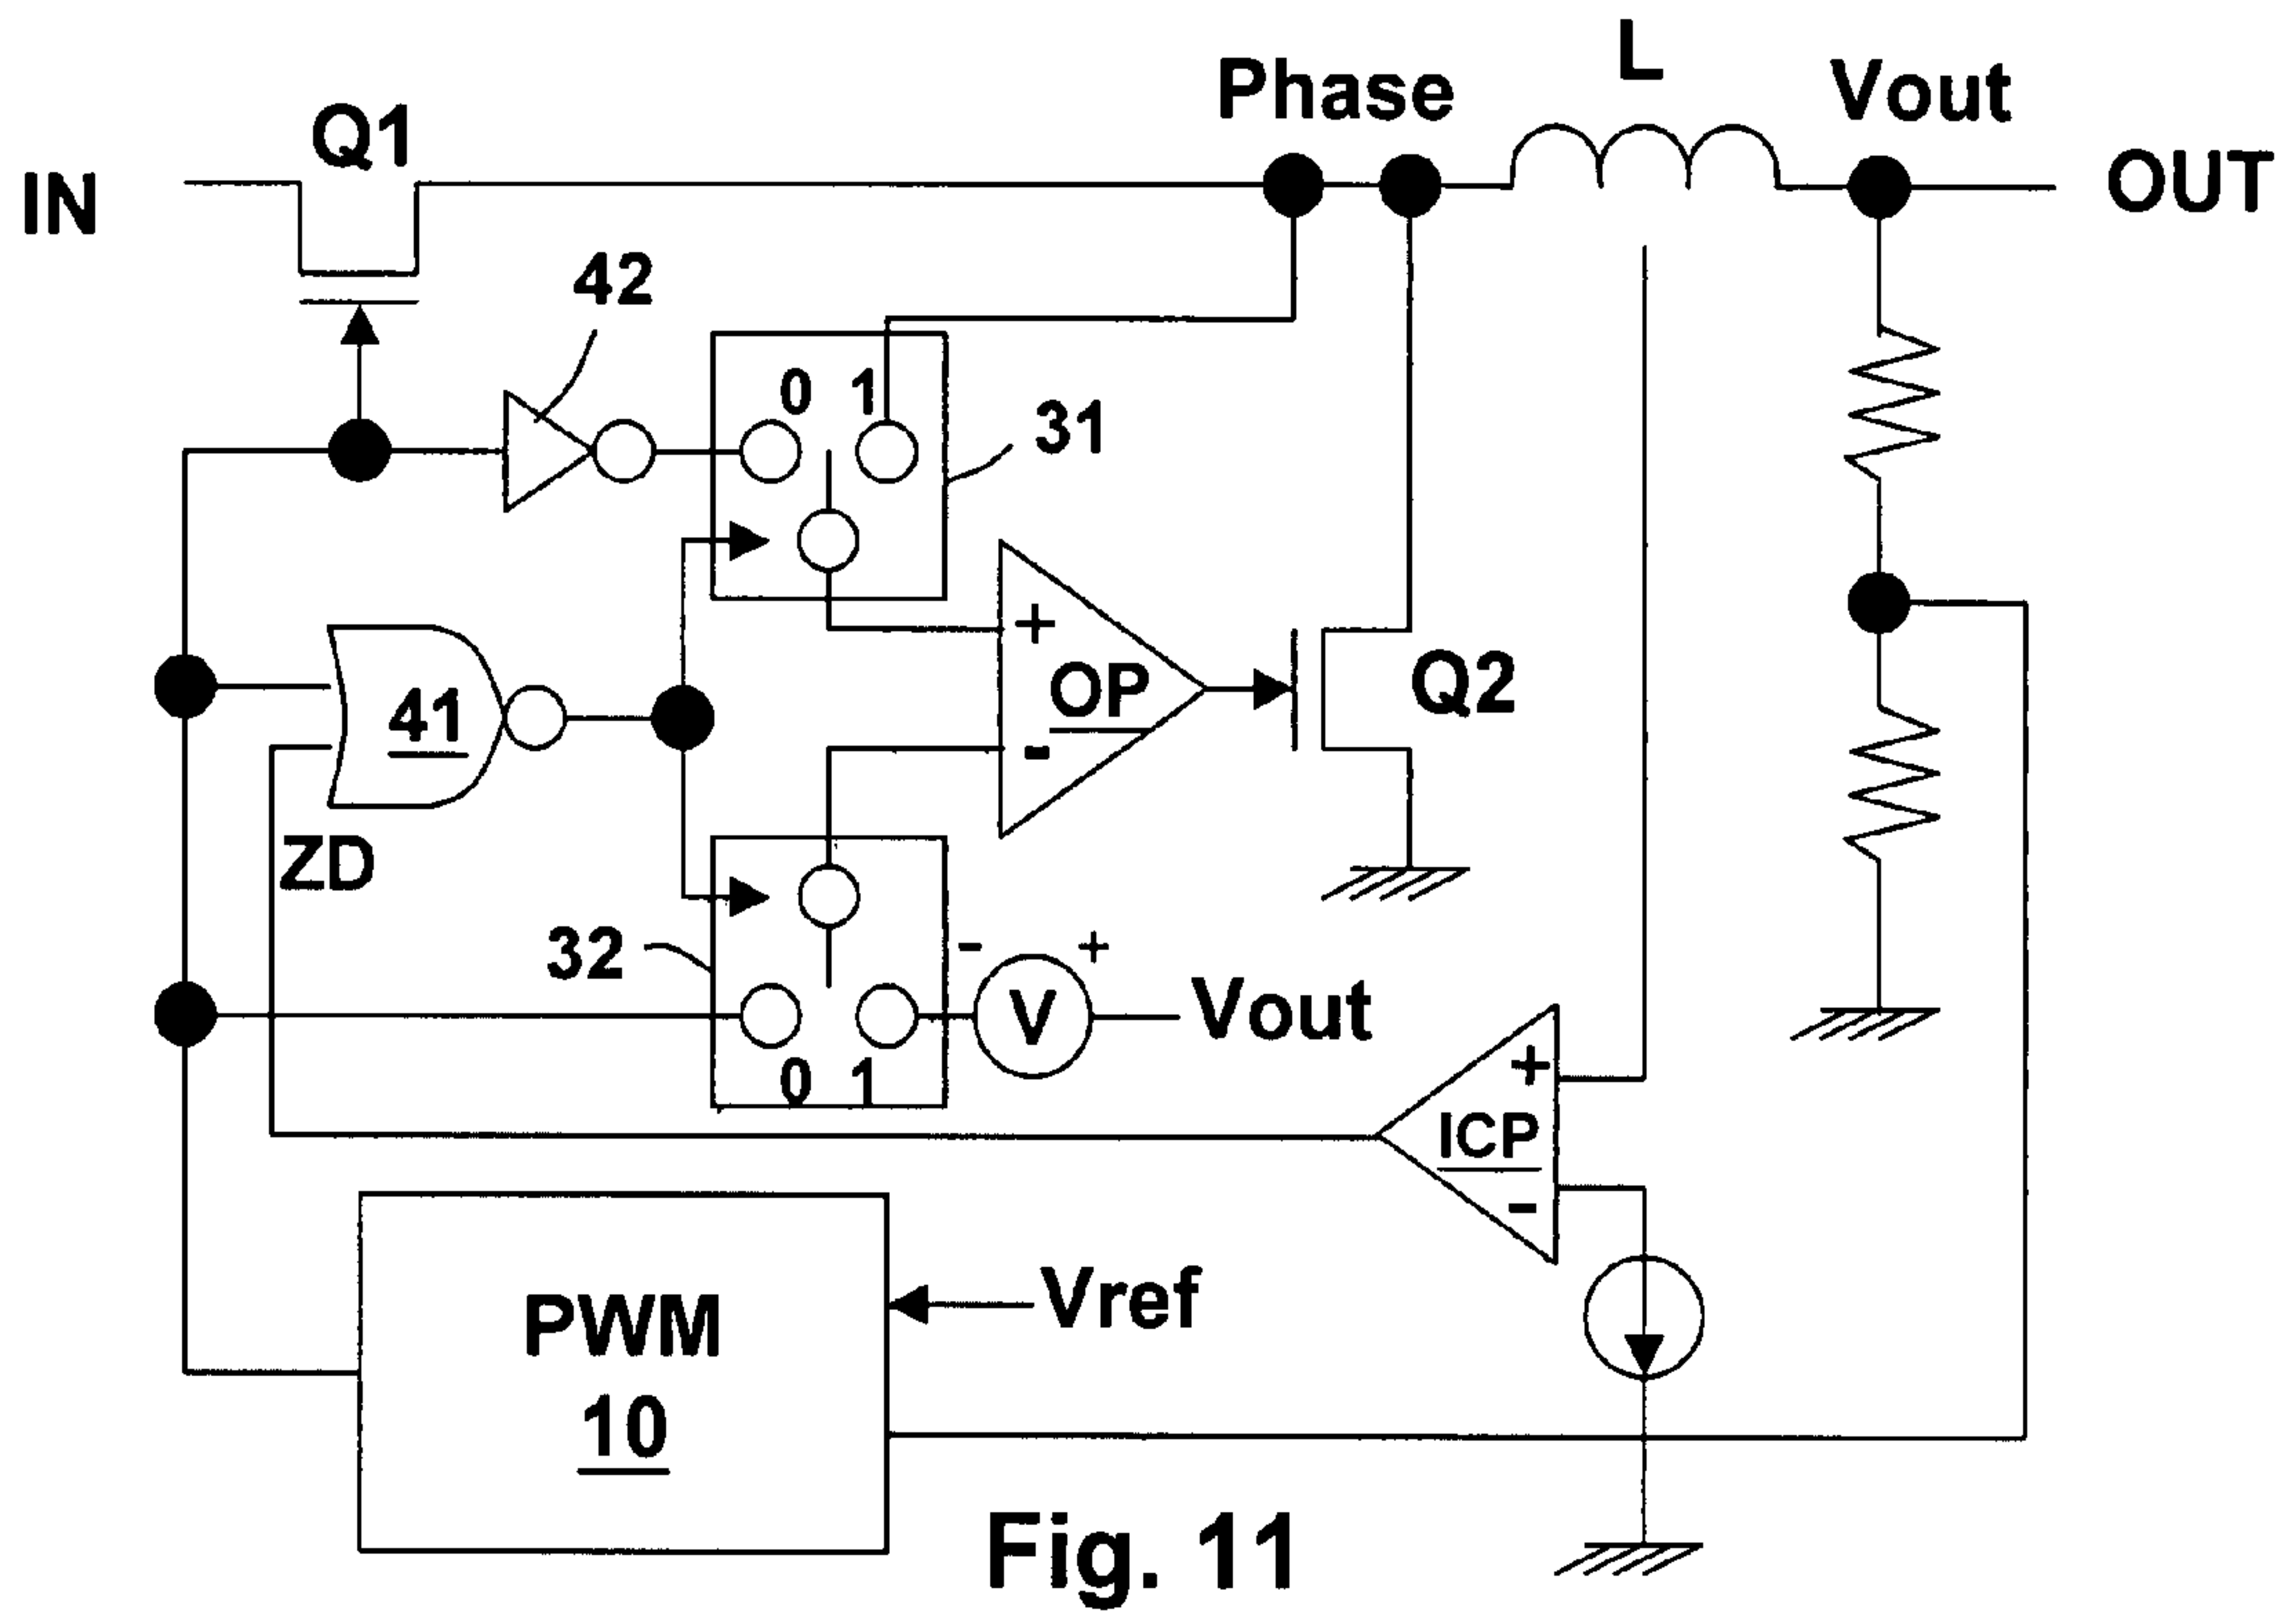 L
Phase
Vout
Q1
IN
OUT
42
0 1
31
+
OP
-
Q2
41
ZD
32
- +
V
Vout
0 1
+
ICP
-
PWM
10
Vref
Fig. 11